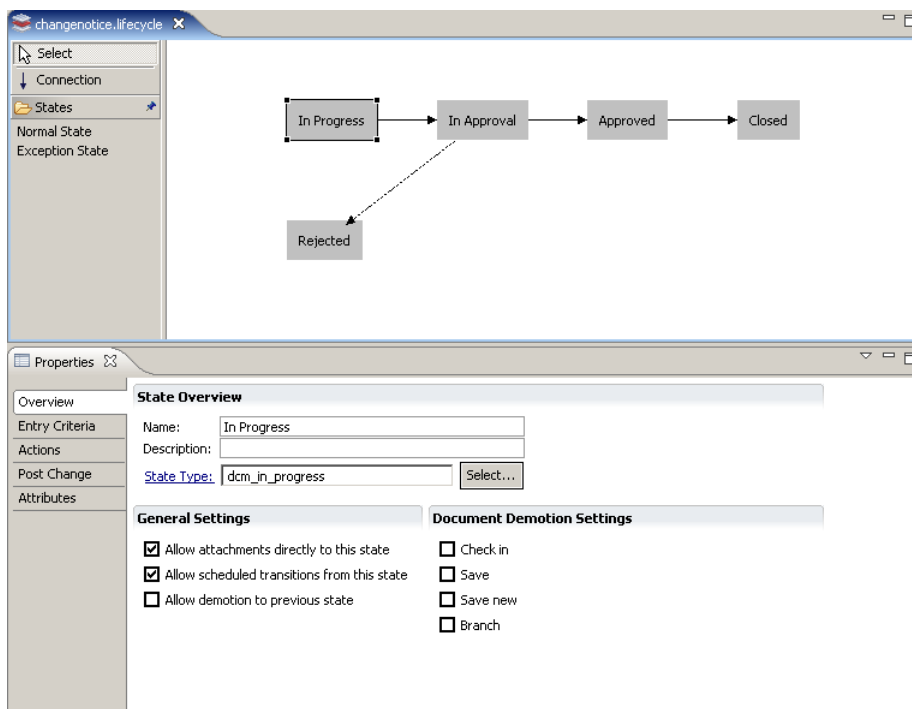 changenotice.lifecycle
Select
Connection
States
Normal State
Exception State
In Progress
In Approval
Approved
Closed
Rejected
Properties
Overview
Entry Criteria
Actions
Post Change
Attributes
State Overview
Name: In Progress
Description:
State Type: dcm_in_progress Select...
General Settings
Allow attachments directly to this state
Allow scheduled transitions from this state
Allow demotion to previous state
Document Demotion Settings
Check in
Save
Save new
Branch